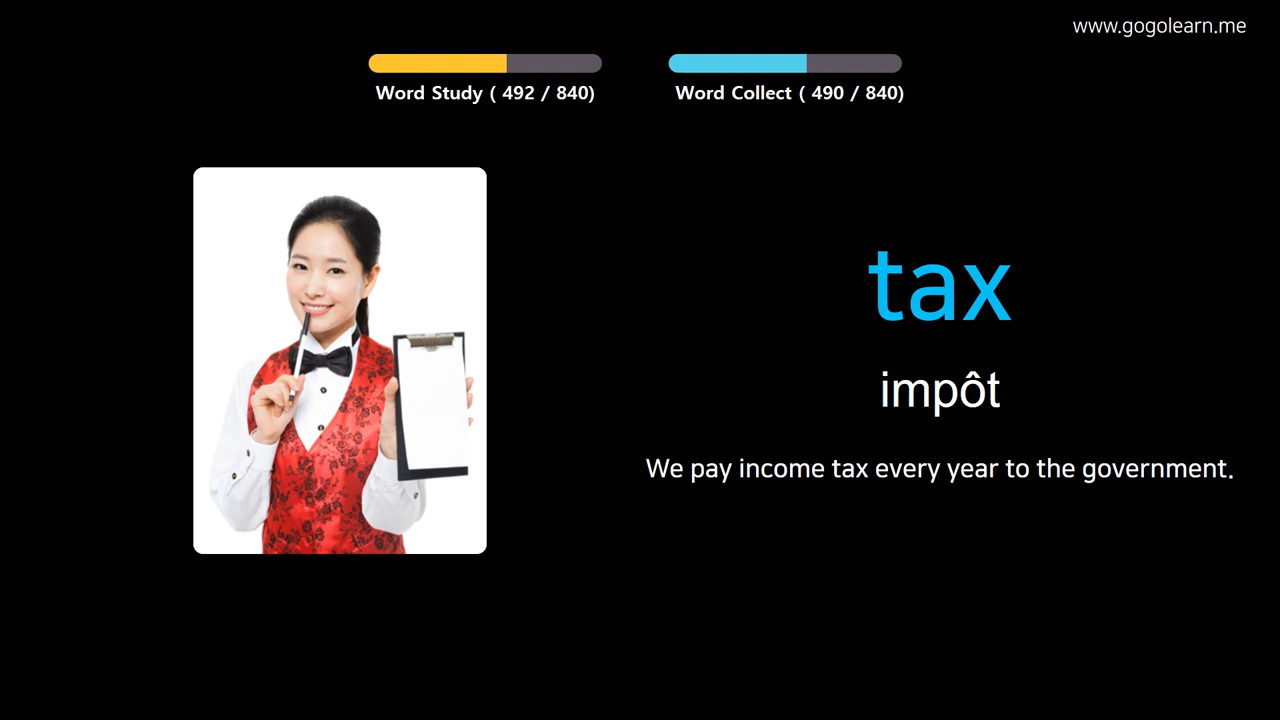 www.gogolearn.me
Word Study ( 492 / 840)
Word Collect ( 490 / 840)
tax
impôt
We pay income tax every year to the government.